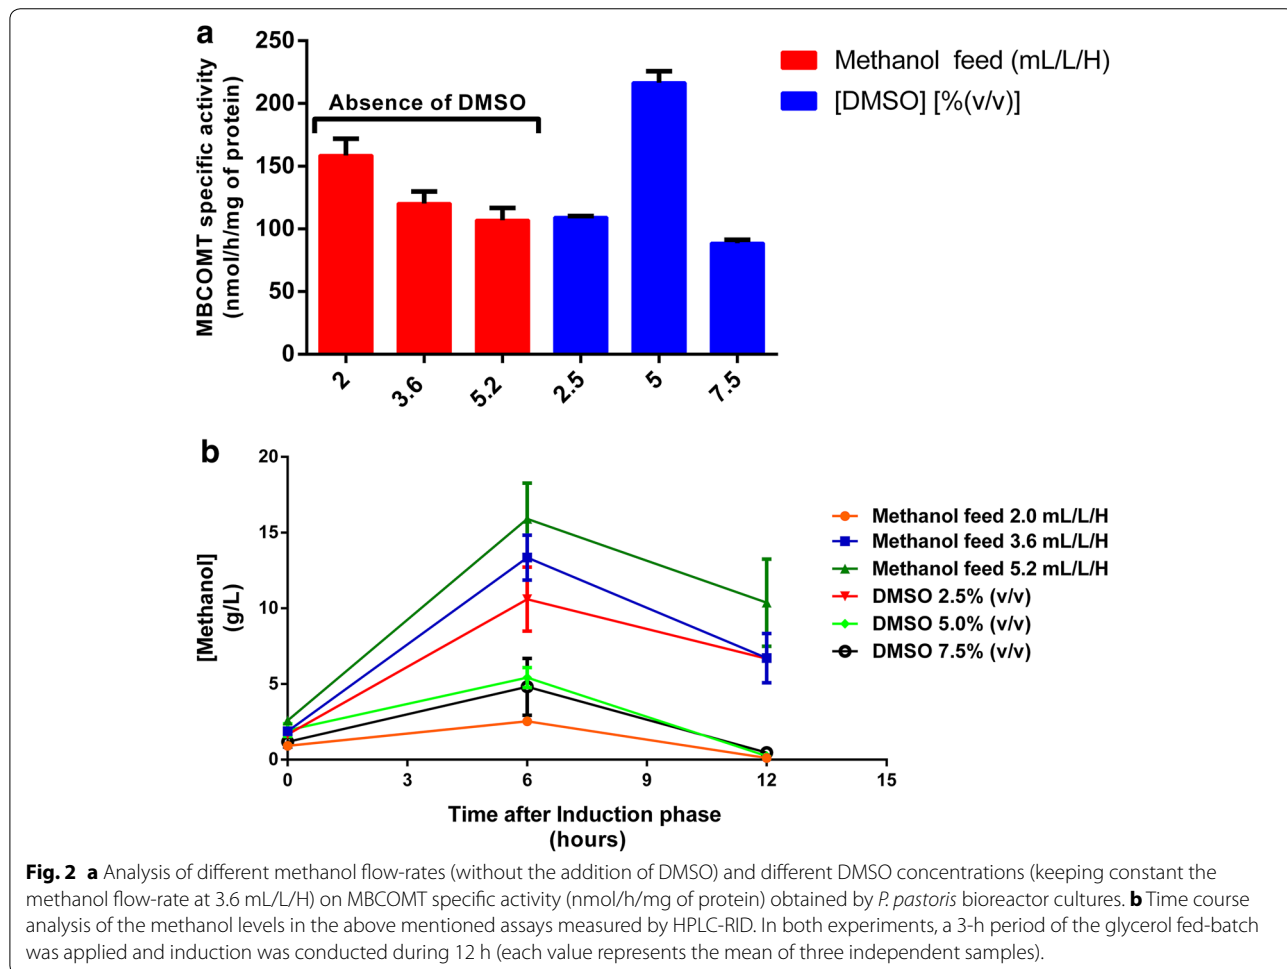 a
250
200
150
100
50
0
MBCOMT specific activity
(nmol/h/mg of protein)
Absence of DMSO
2
3.6
5.2
2.5
5
7.5
Methanol feed (mL/L/H)
[DMSO] [%(v/v)]
b
20
15
10
5
0
[Methanol]
(g/L)
0
3
6
9
12
15
Time after Induction phase
(hours)
Methanol feed 2.0 mL/L/H
Methanol feed 3.6 mL/L/H
Methanol feed 5.2 mL/L/H
DMSO 2.5% (v/v)
DMSO 5.0% (v/v)
DMSO 7.5% (v/v)
Fig. 2 a Analysis of different methanol flow-rates (without the addition of DMSO) and different DMSO concentrations (keeping constant the
methanol flow-rate at 3.6 mL/L/H) on MBCOMT specific activity (nmol/h/mg of protein) obtained by P. pastoris bioreactor cultures. b Time course
analysis of the methanol levels in the above mentioned assays measured by HPLC-RID. In both experiments, a 3-h period of the glycerol fed-batch
was applied and induction was conducted during 12 h (each value represents the mean of three independent samples).